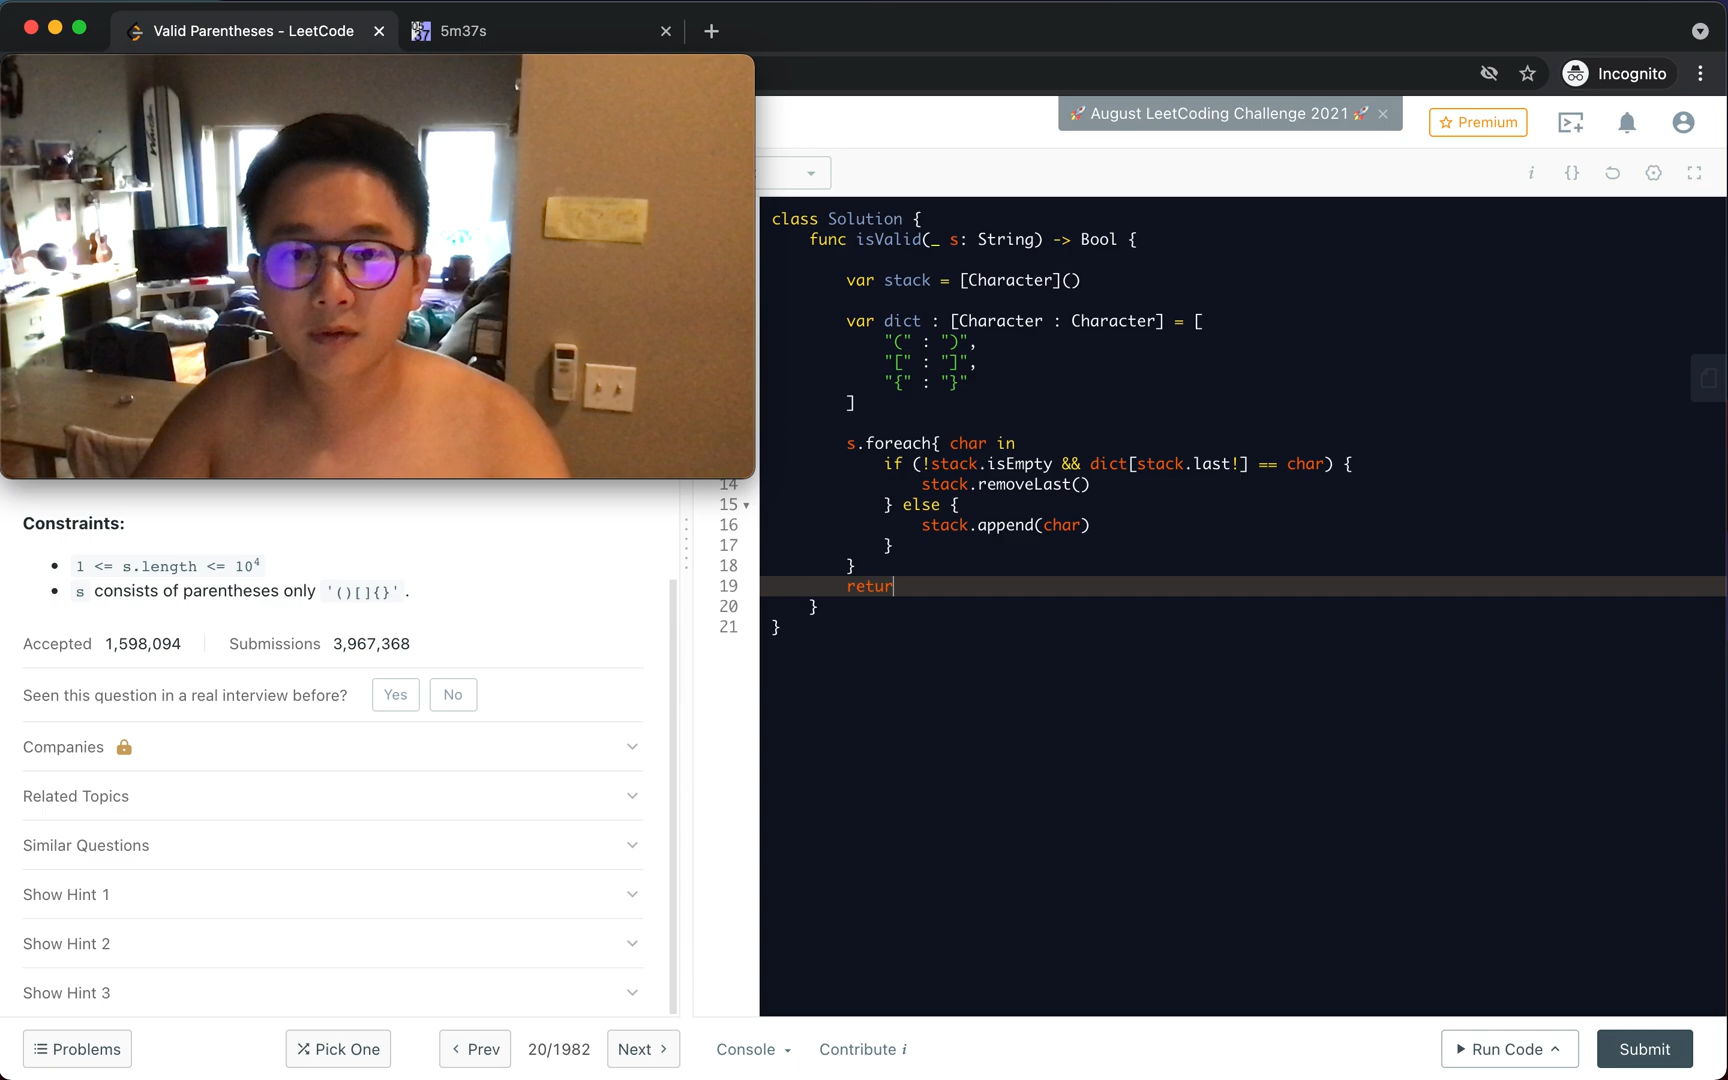 Valid Parentheses - LeetCode
5m37s
Incognito
🚀 August LeetCoding Challenge 2021 🚀
Premium
class Solution {
func isValid(_ s: String) -> Bool {
var stack = [Character]()
var dict : [Character : Character] = [
"(" : ")",
"[" : "]",
"{" : "}"
]
s.foreach{ char in
if (!stack.isEmpty && dict[stack.last!] == char) {
14 stack.removeLast()
15 } else {
16 stack.append(char)
17 }
18 }
19 retur
20 }
21 }
Constraints:
1 <= s.length <= 10⁴
s consists of parentheses only '()[]{}'.
Accepted 1,598,094 Submissions 3,967,368
Seen this question in a real interview before? Yes No
Companies
Related Topics
Similar Questions
Show Hint 1
Show Hint 2
Show Hint 3
Problems Pick One Prev 20/1982 Next Console Contribute i Run Code Submit